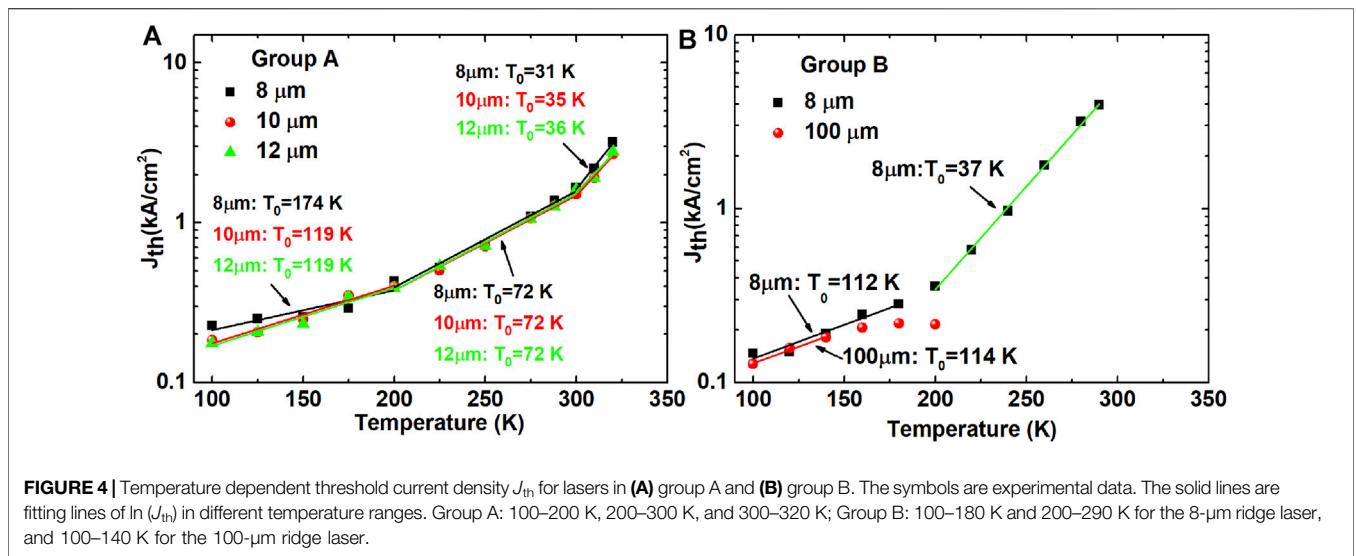 A
Group A
8 μm
10 μm
12 μm
8μm: T₀=31 K
10μm: T₀=35 K
12μm: T₀=36 K
8μm: T₀=174 K
10μm: T₀=119 K
12μm: T₀=119 K
8μm: T₀=72 K
10μm: T₀=72 K
12μm: T₀=72 K
Jth(kA/cm²)
10
1
0.1
100 150 200 250 300 350
Temperature (K)
B
Group B
8 μm
100 μm
8μm:T₀=37 K
8μm: T₀=112 K
100μm: T₀=114 K
Jth(kA/cm²)
10
1
0.1
100 150 200 250 300 350
Temperature (K)
FIGURE 4 | Temperature dependent threshold current density Jth for lasers in (A) group A and (B) group B. The symbols are experimental data. The solid lines are
fitting lines of ln (Jth) in different temperature ranges. Group A: 100–200 K, 200–300 K, and 300–320 K; Group B: 100–180 K and 200–290 K for the 8-μm ridge laser,
and 100–140 K for the 100-μm ridge laser.